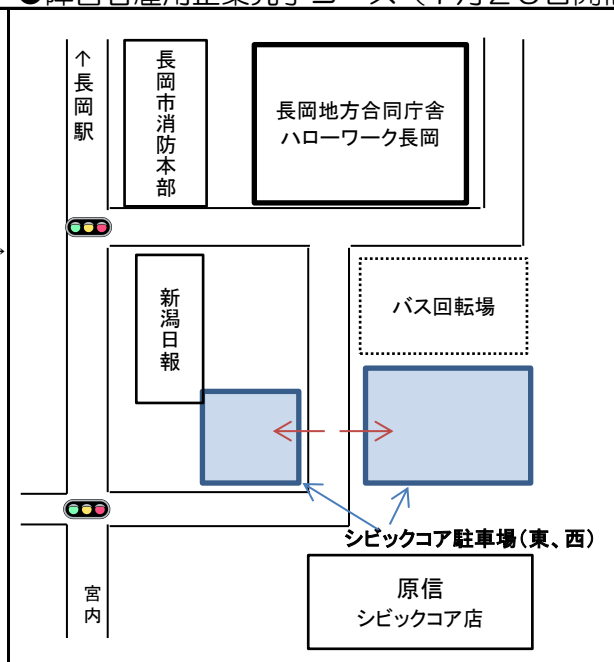 ↑長岡駅
長岡市消防本部
長岡地方合同庁舎
ハローワーク長岡
新潟日報
バス回転場
シビックコア駐車場（東、西）
宮内
原信
シビックコア店